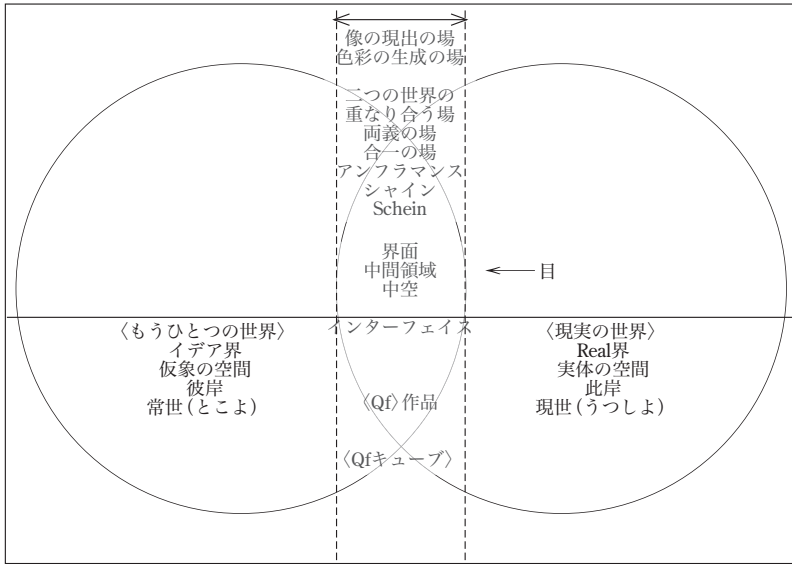 像の現出の場
色彩の生成の場
二つの世界の
重なり合う場
両義の場
合一の場
アンフラマンス
シャイン
Schein
界面
中間領域
中空
目
インターフェイス
〈Qf〉作品
〈Qfキューブ〉
〈もうひとつの世界〉
イデア界
仮象の空間
彼岸
常世(とこよ)
〈現実の世界〉
Real界
実体の空間
此岸
現世(うつしよ)